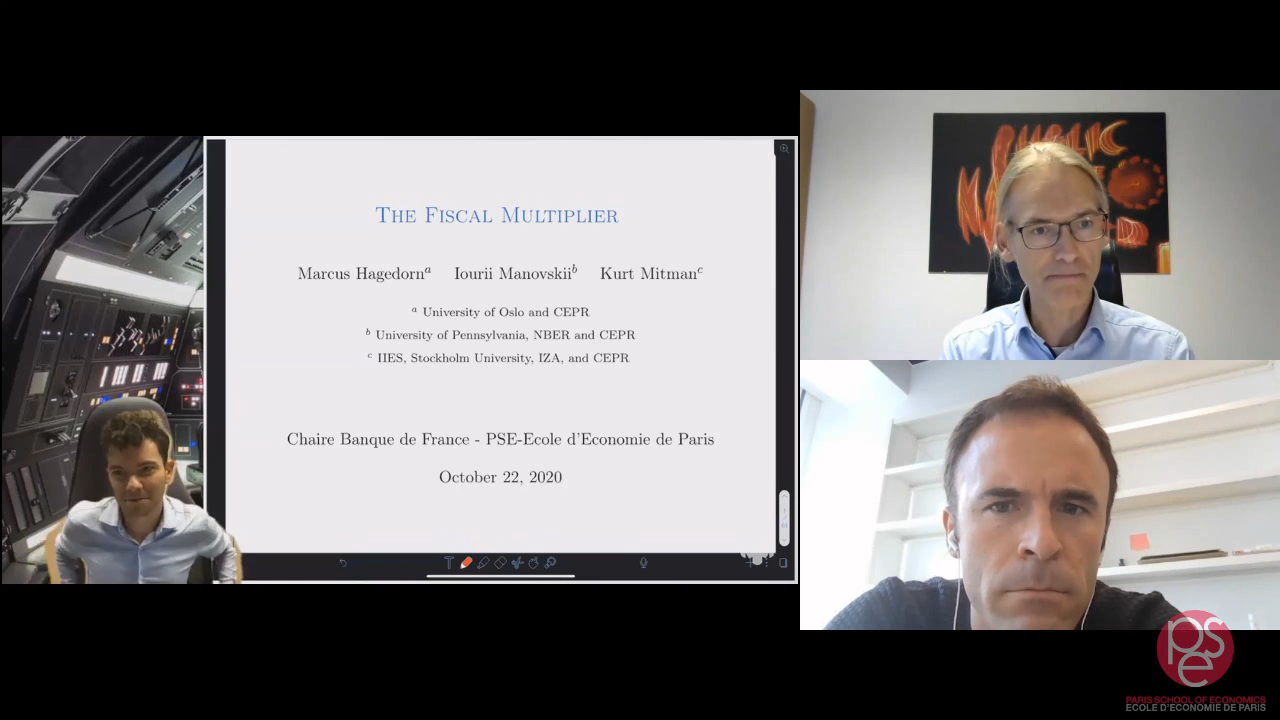 THE FISCAL MULTIPLIER
Marcus Hagedornᵃ Iourii Manovskiiᵇ Kurt Mitmanᶜ
ᵃ University of Oslo and CEPR
ᵇ University of Pennsylvania, NBER and CEPR
ᶜ IIES, Stockholm University, IZA, and CEPR
Chaire Banque de France - PSE-Ecole d'Economie de Paris
October 22, 2020
PUBLIC
pse
PARIS SCHOOL OF ECONOMICS
ECOLE D'ECONOMIE DE PARIS